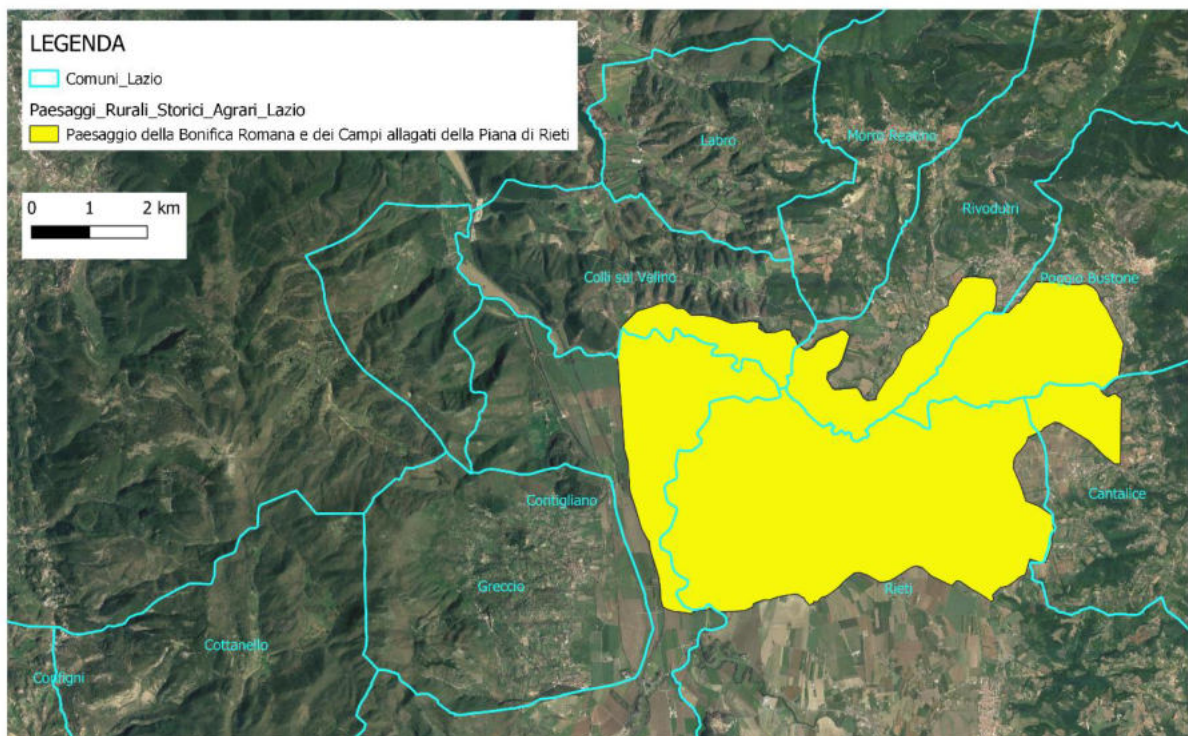 LEGENDA
Comuni_Lazio
Paesaggi_Rurali_Storici_Agrari_Lazio
Paesaggio della Bonifica Romana e dei Campi allagati della Piana di Rieti
0 1 2 km
Labro
Morro Reatino
Rivodutri
Colli sul Velino
Poggio Bustone
Contigliano
Cantalice
Greccio
Rieti
Cottanello
Configni